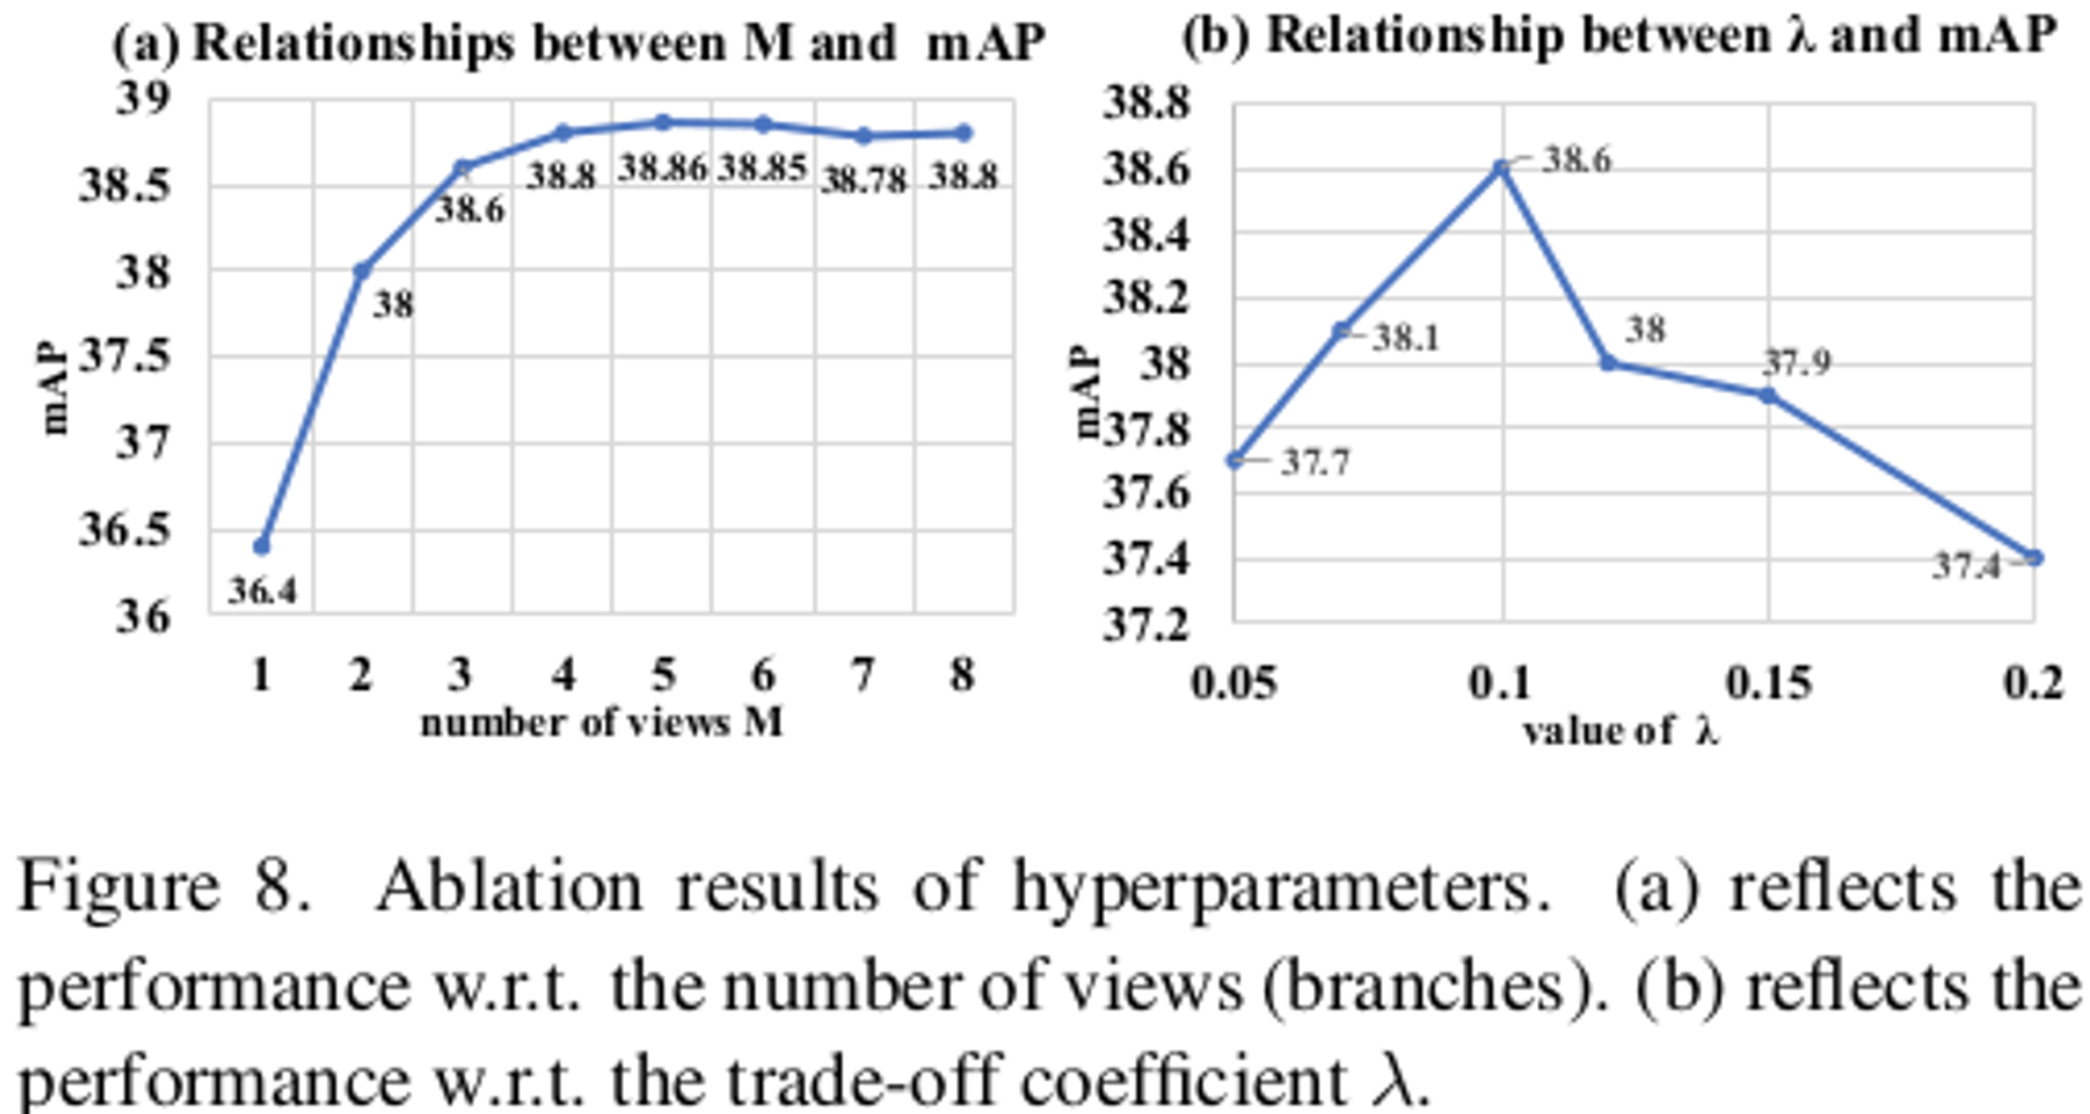 (a) Relationships between M and mAP
39
38.5
38
37.5
37
36.5
36
mAP
36.4
38
38.6
38.8
38.86
38.85
38.78
38.8
1 2 3 4 5 6 7 8
number of views M
(b) Relationship between λ and mAP
38.8
38.6
38.4
38.2
38
37.8
37.6
37.4
37.2
mAP
37.7
38.1
38.6
38
37.9
37.4
0.05 0.1 0.15 0.2
value of λ
Figure 8. Ablation results of hyperparameters. (a) reflects the
performance w.r.t. the number of views (branches). (b) reflects the
performance w.r.t. the trade-off coefficient λ.